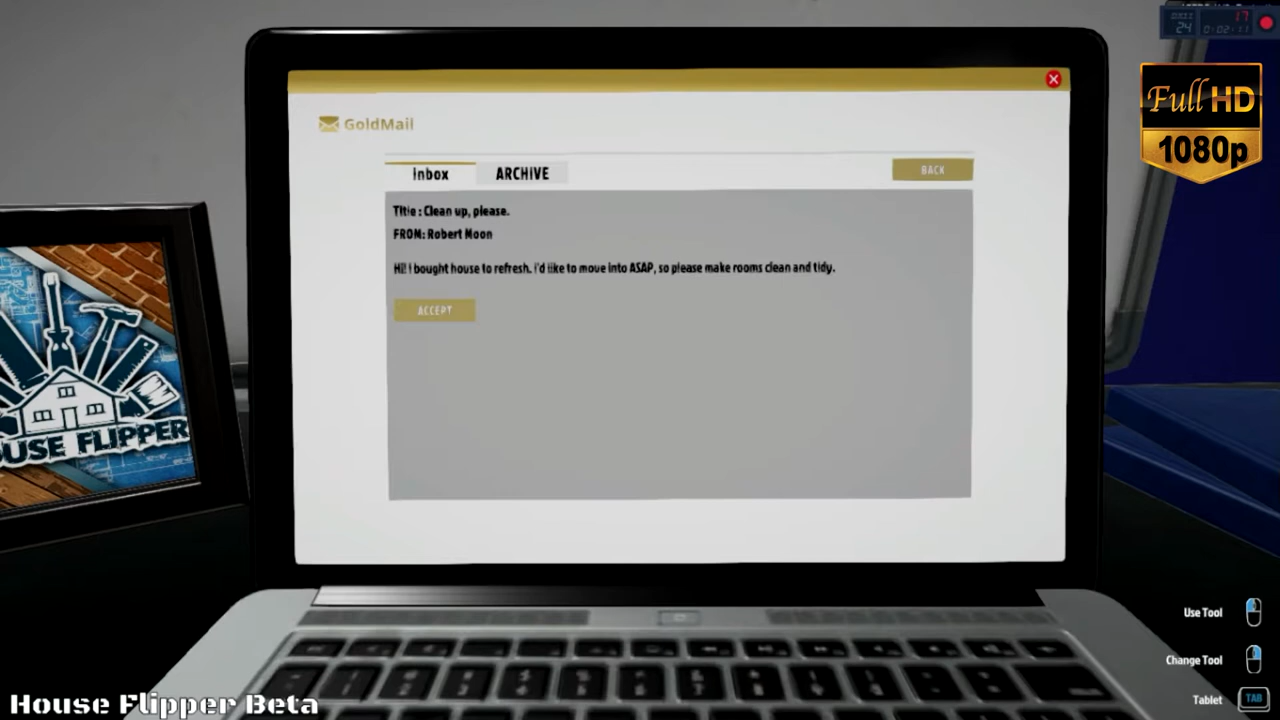 Full HD
1080p
24
17
GoldMail
Inbox
ARCHIVE
BACK
Title : Clean up, please.
FROM: Robert Moon
Hi! I bought house to refresh. I'd like to move into ASAP, so please make rooms clean and tidy.
ACCEPT
OUSE FLIPPER
Use Tool
Change Tool
Tablet
TAB
House Flipper Beta